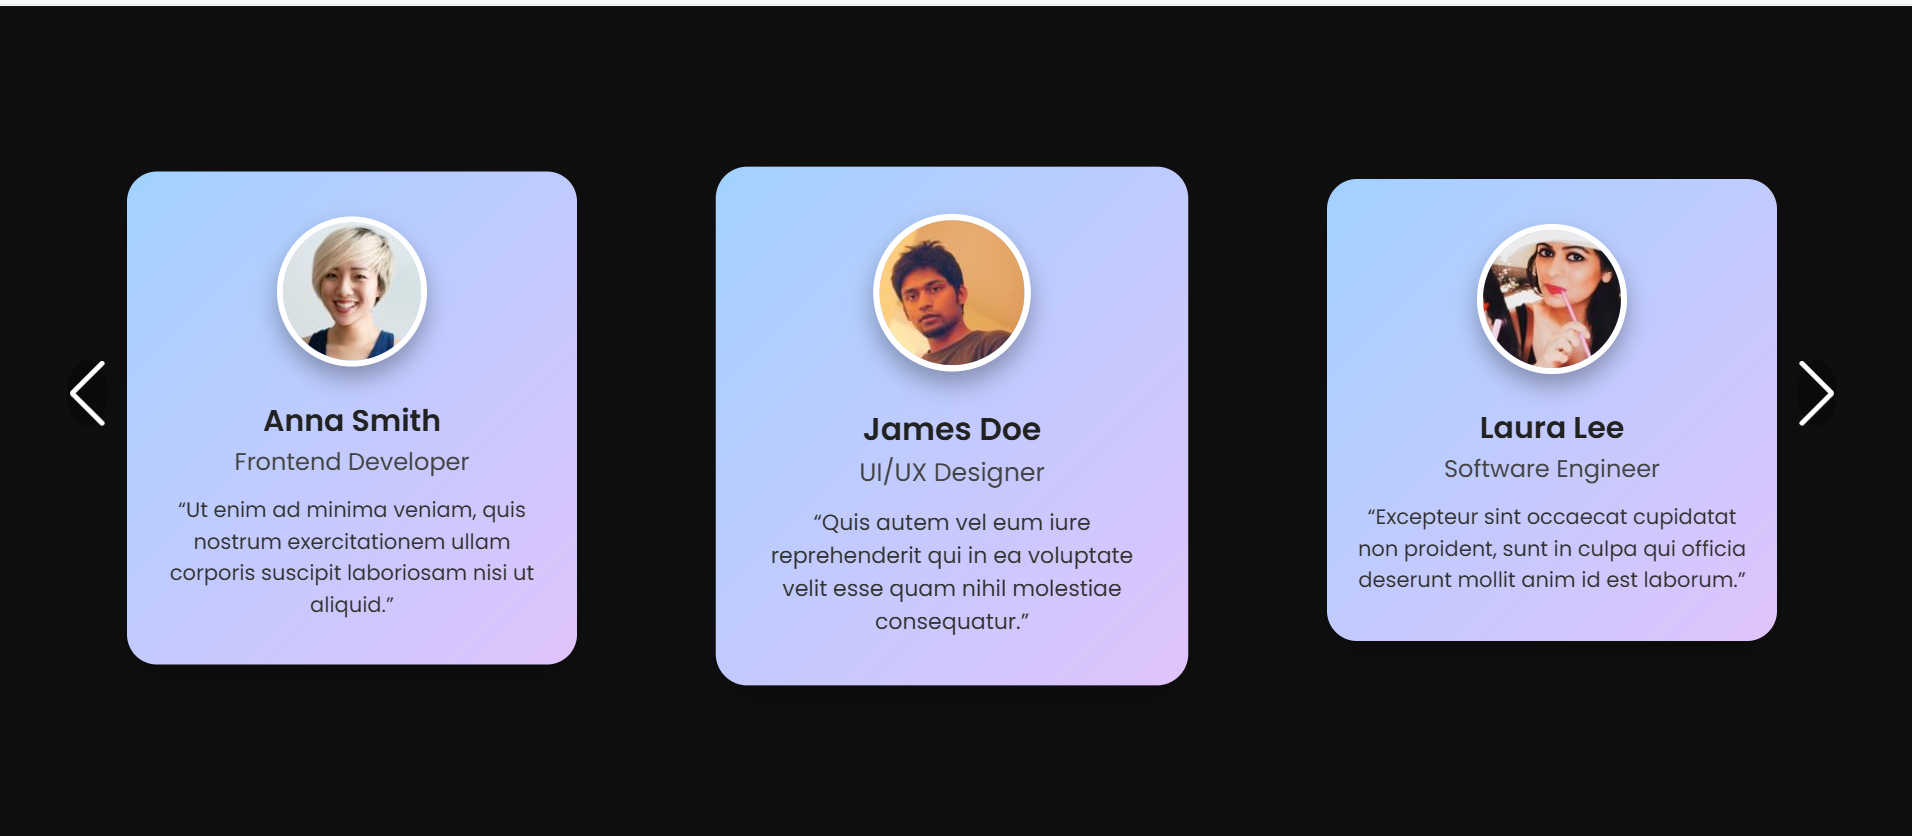 Anna Smith
Frontend Developer
“Ut enim ad minima veniam, quis
nostrum exercitationem ullam
corporis suscipit laboriosam nisi ut
aliquid.”
James Doe
UI/UX Designer
“Quis autem vel eum iure
reprehenderit qui in ea voluptate
velit esse quam nihil molestiae
consequatur.”
Laura Lee
Software Engineer
“Excepteur sint occaecat cupidatat
non proident, sunt in culpa qui officia
deserunt mollit anim id est laborum.”